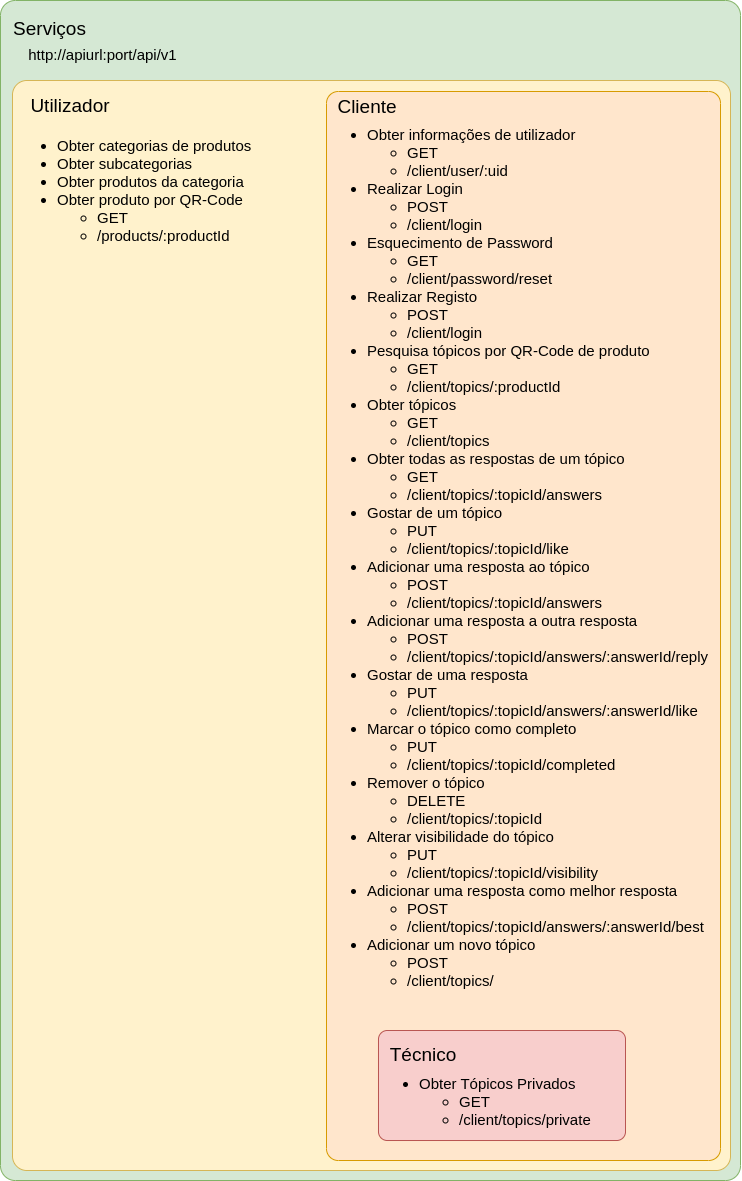 Serviços
http://apiurl:port/api/v1
Utilizador
Obter categorias de produtos
Obter subcategorias
Obter produtos da categoria
Obter produto por QR-Code
GET
/products/:productId
Cliente
Obter informações de utilizador
GET
/client/user/:uid
Realizar Login
POST
/client/login
Esquecimento de Password
GET
/client/password/reset
Realizar Registo
POST
/client/login
Pesquisa tópicos por QR-Code de produto
GET
/client/topics/:productId
Obter tópicos
GET
/client/topics
Obter todas as respostas de um tópico
GET
/client/topics/:topicId/answers
Gostar de um tópico
PUT
/client/topics/:topicId/like
Adicionar uma resposta ao tópico
POST
/client/topics/:topicId/answers
Adicionar uma resposta a outra resposta
POST
/client/topics/:topicId/answers/:answerId/reply
Gostar de uma resposta
PUT
/client/topics/:topicId/answers/:answerId/like
Marcar o tópico como completo
PUT
/client/topics/:topicId/completed
Remover o tópico
DELETE
/client/topics/:topicId
Alterar visibilidade do tópico
PUT
/client/topics/:topicId/visibility
Adicionar uma resposta como melhor resposta
POST
/client/topics/:topicId/answers/:answerId/best
Adicionar um novo tópico
POST
/client/topics/
Técnico
Obter Tópicos Privados
GET
/client/topics/private